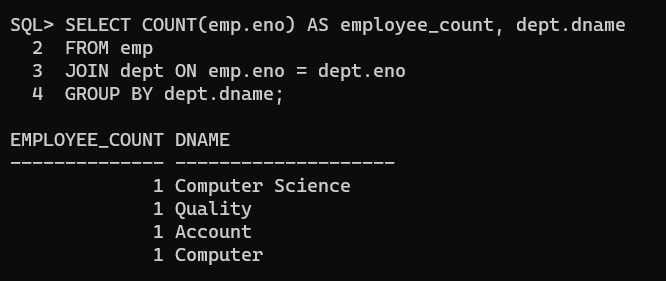 SQL> SELECT COUNT(emp.eno) AS employee_count, dept.dname
  2  FROM emp
  3  JOIN dept ON emp.eno = dept.eno
  4  GROUP BY dept.dname;

EMPLOYEE_COUNT DNAME
-------------- --------------------
             1 Computer Science
             1 Quality
             1 Account
             1 Computer